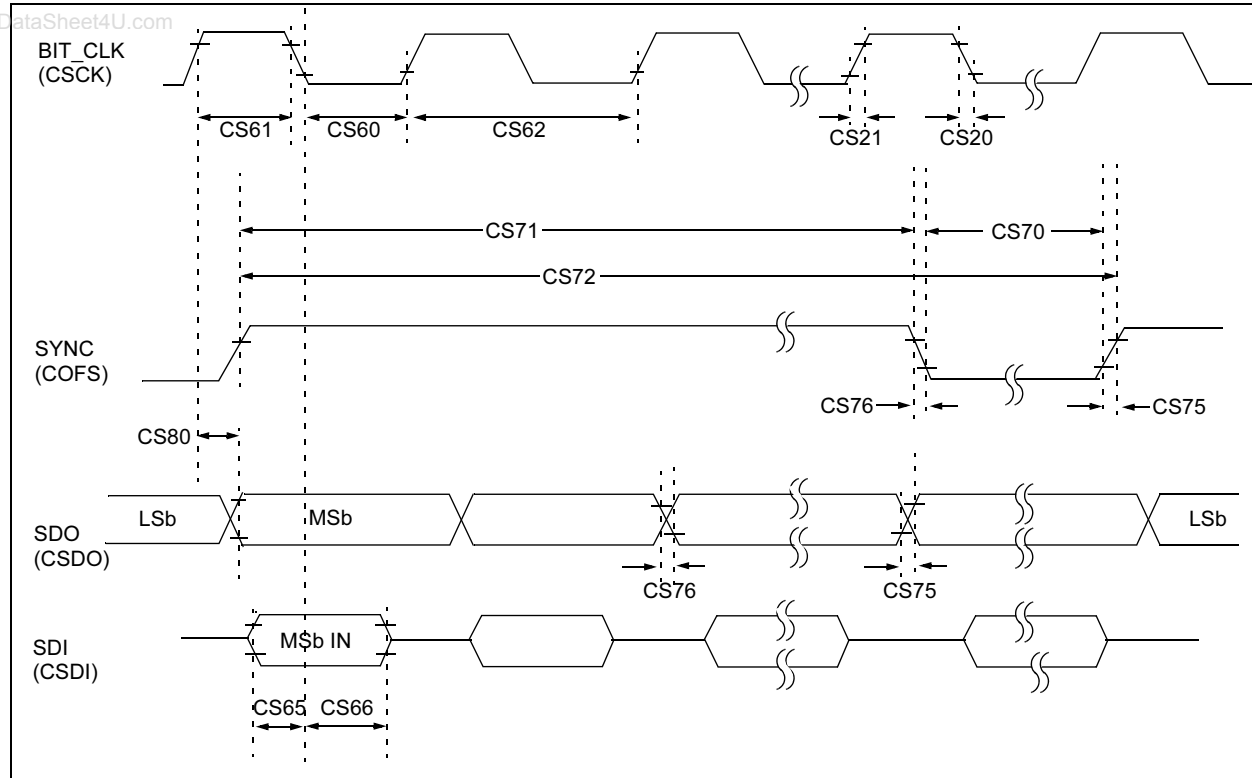 DataSheet4U.com
BIT_CLK
(CSCK)
CS61
CS60
CS62
CS21
CS20
CS71
CS70
CS72
SYNC
(COFS)
CS76
CS75
CS80
LSb
MSb
LSb
SDO
(CSDO)
CS76
CS75
MSb IN
SDI
(CSDI)
CS65
CS66